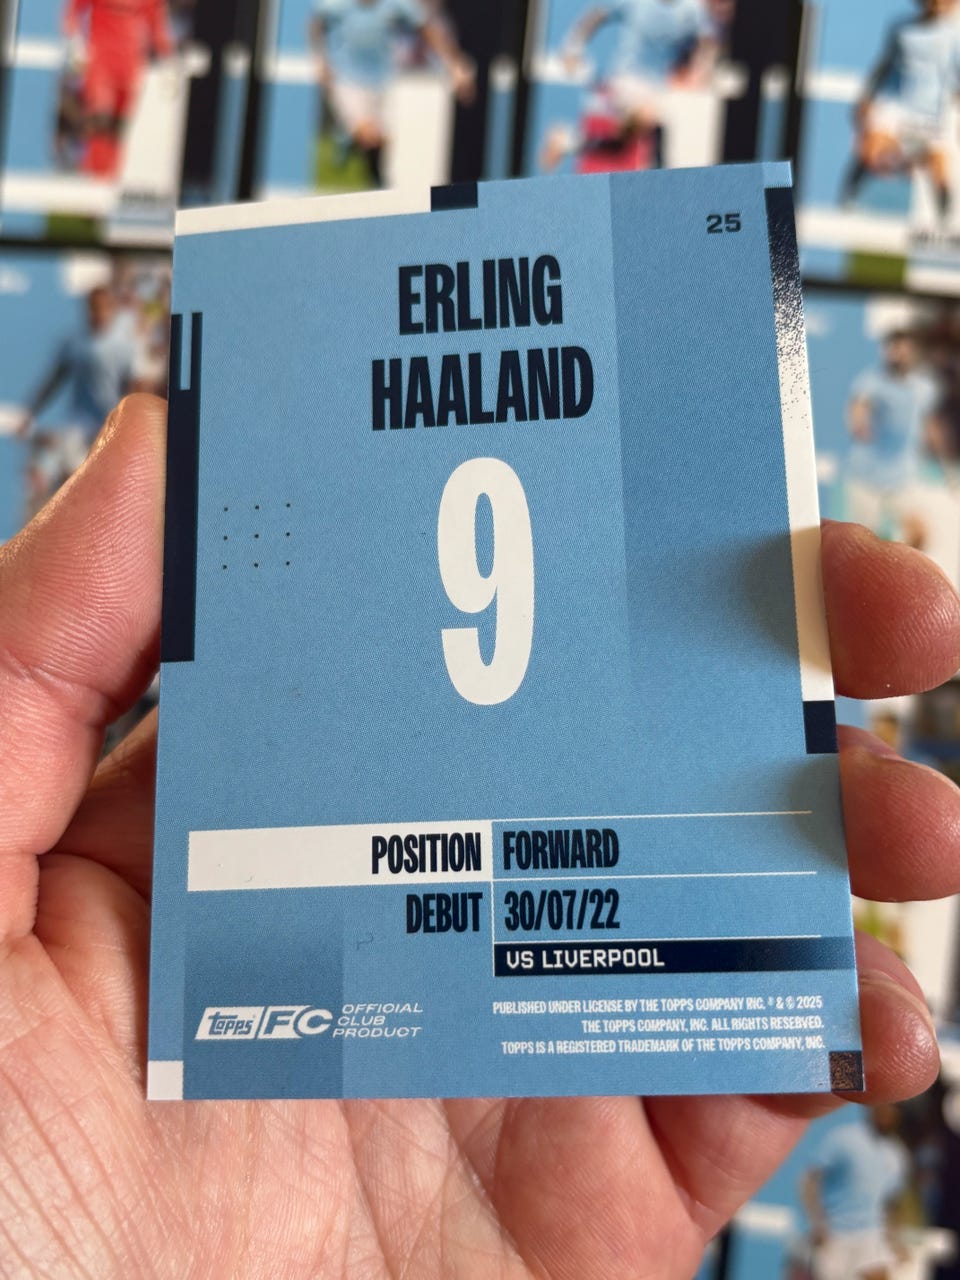 25
ERLING
HAALAND
9
POSITION FORWARD
DEBUT 30/07/22
VS LIVERPOOL
Topps FC OFFICIAL
CLUB
PRODUCT
PUBLISHED UNDER LICENSE BY THE TOPPS COMPANY INC. ® & © 2025
THE TOPPS COMPANY, INC. ALL RIGHTS RESERVED.
TOPPS IS A REGISTERED TRADEMARK OF THE TOPPS COMPANY, INC.